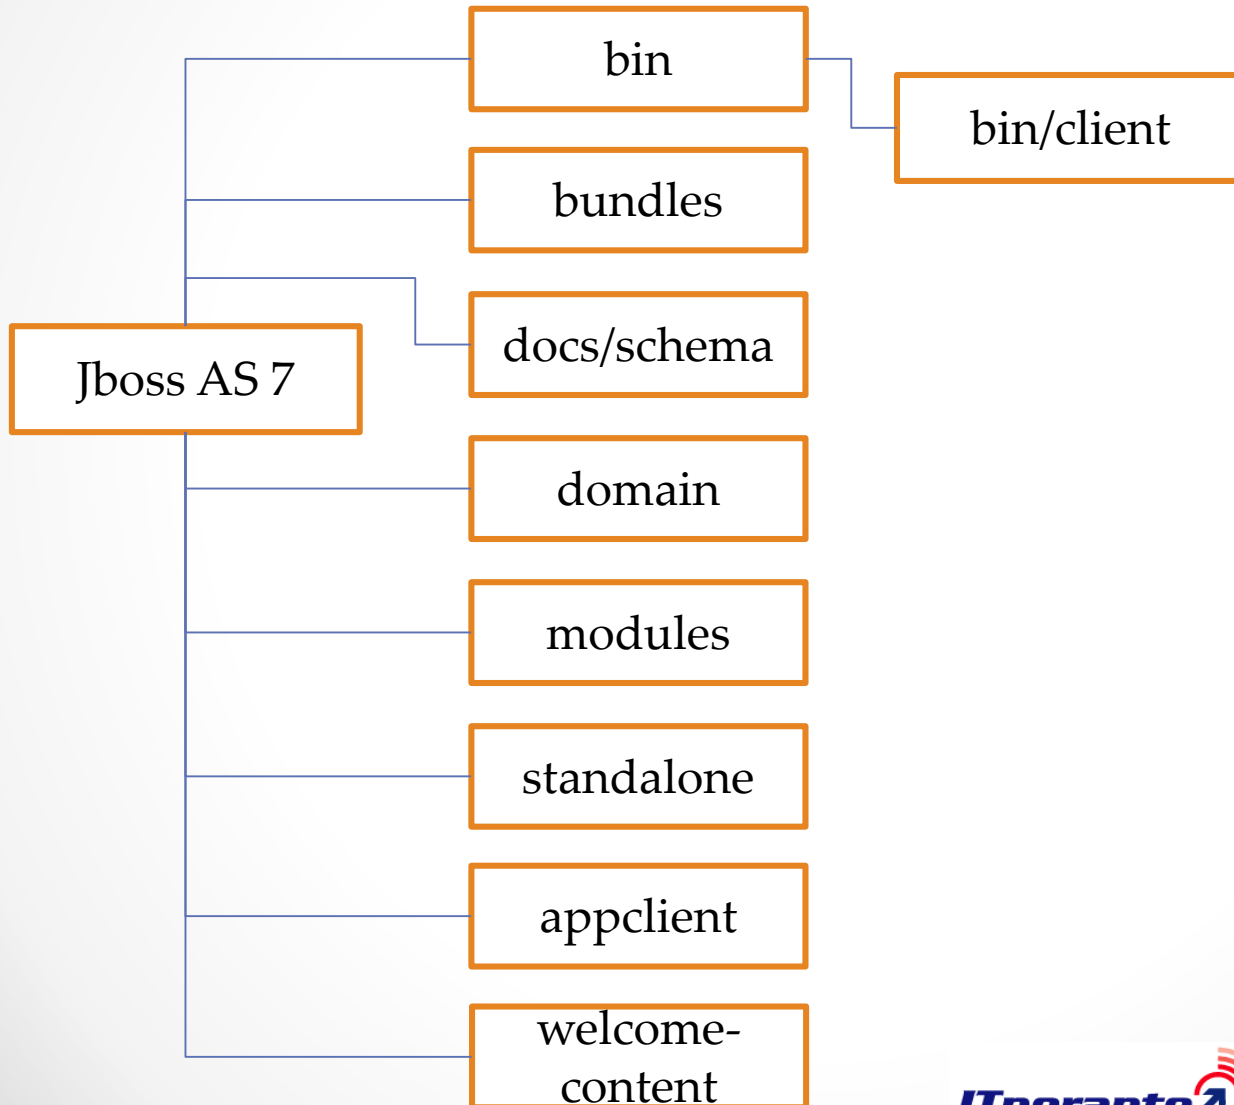 bin
bin/client
bundles
docs/schema
Jboss AS 7
domain
modules
standalone
appclient
welcome-
content